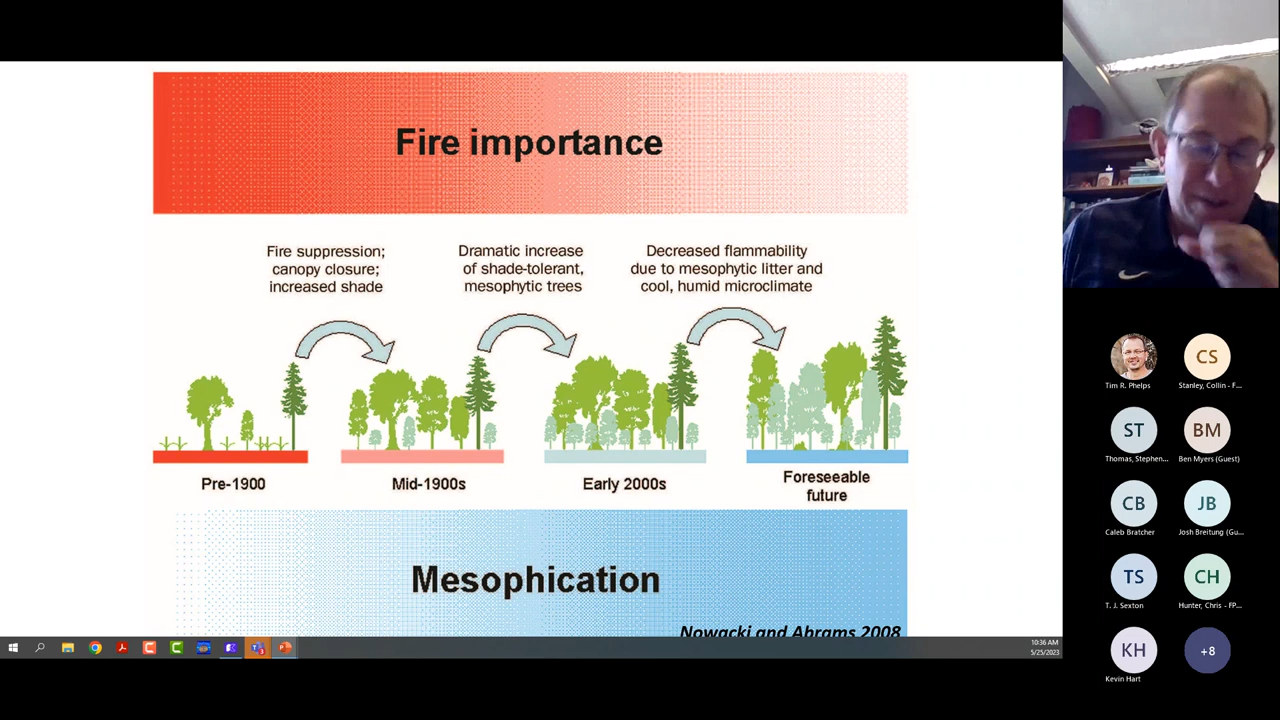 Fire importance
Fire suppression;
canopy closure;
increased shade
Dramatic increase
of shade-tolerant,
mesophytic trees
Decreased flammability
due to mesophytic litter and
cool, humid microclimate
Pre-1900
Mid-1900s
Early 2000s
Foreseeable
future
Mesophication
Nowacki and Abrams 2008
10:36 AM
5/25/2023
Tim R. Phelps
CS
Stanley, Collin - F...
ST
Thomas, Stephen...
BM
Ben Myers (Guest)
CB
Caleb Bratcher
JB
Josh Breitung (Gu...
TS
T. J. Sexton
CH
Hunter, Chris - FP...
KH
Kevin Hart
+8